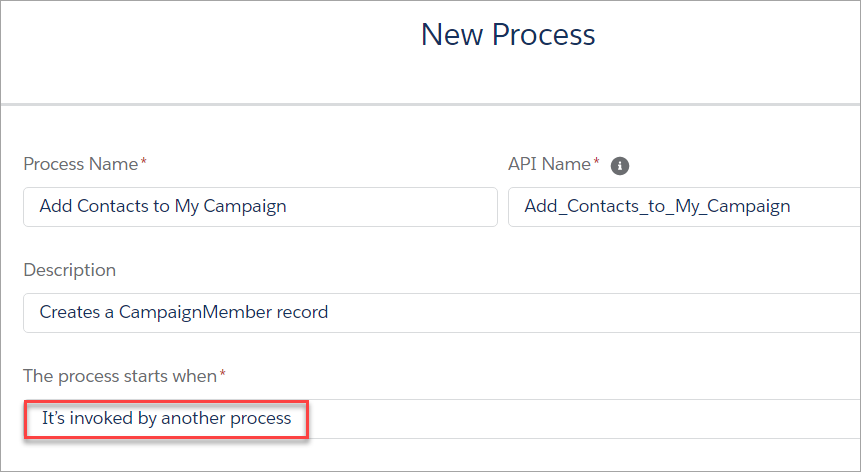 New Process
Process Name* API Name*
Add Contacts to My Campaign Add_Contacts_to_My_Campaign
Description
Creates a CampaignMember record
The process starts when*
It's invoked by another process